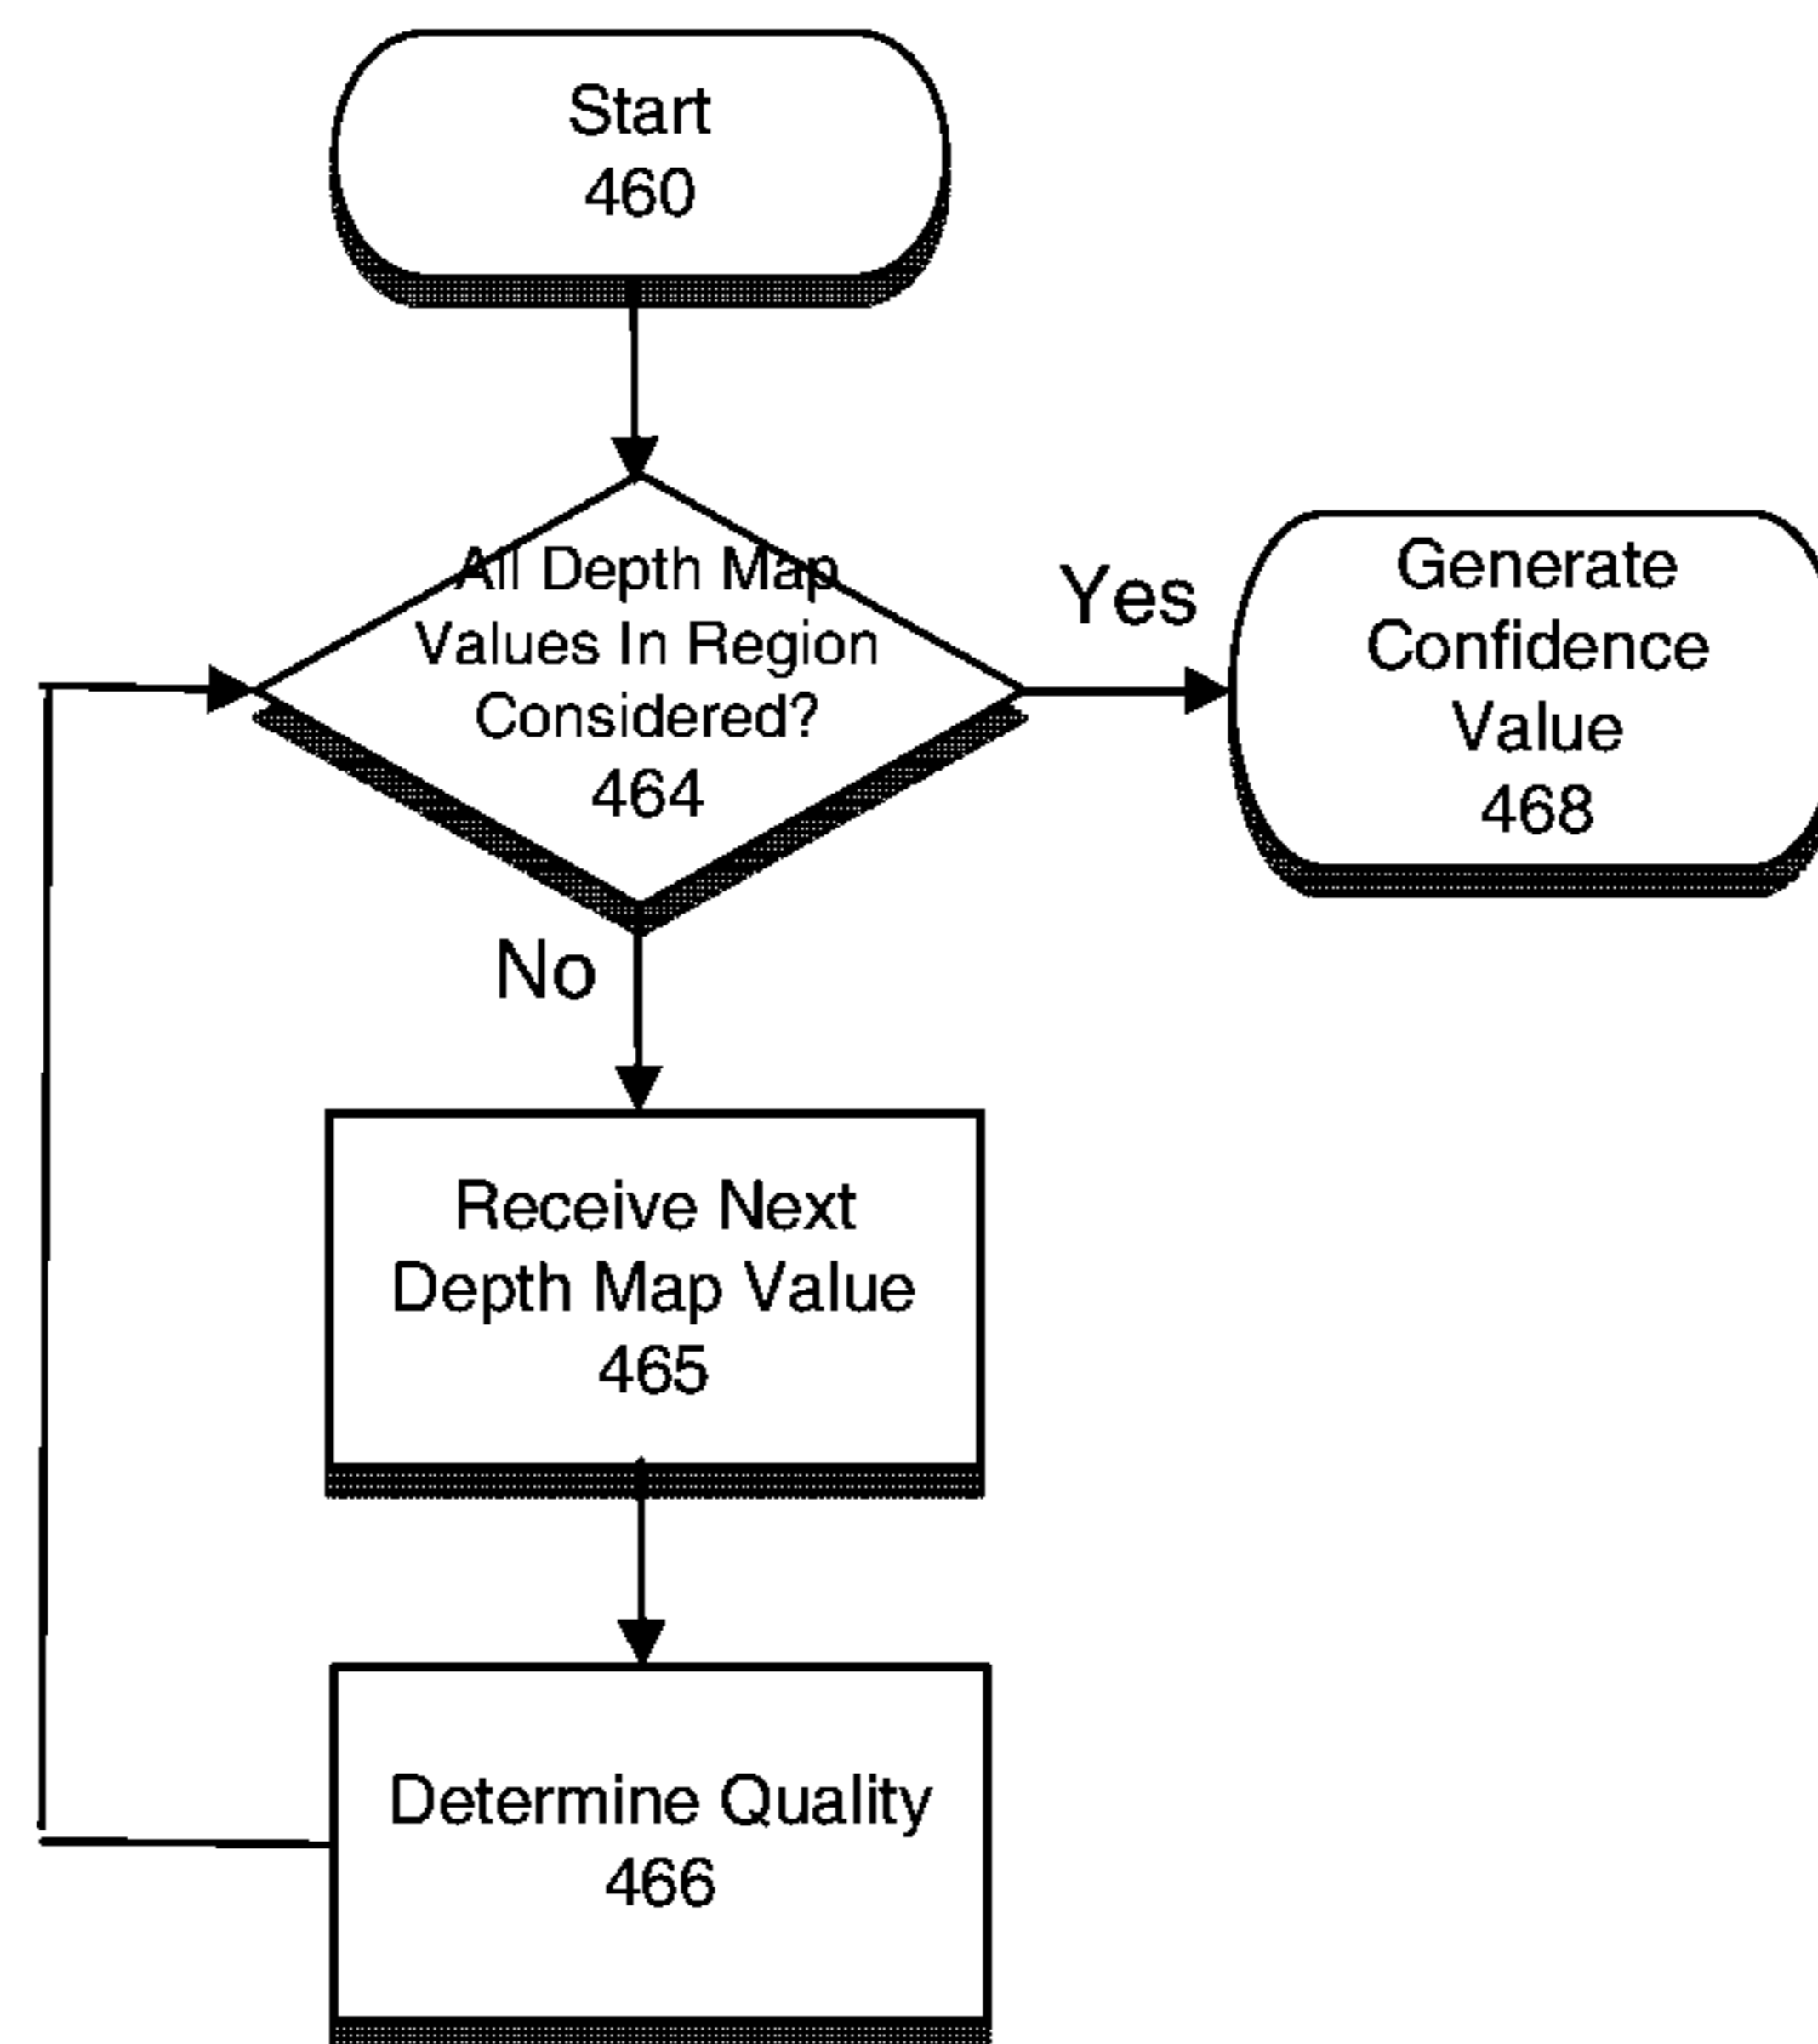 Start
460
All Depth Map
Values In Region
Considered?
464
Yes
Generate
Confidence
Value
468
No
Receive Next
Depth Map Value
465
Determine Quality
466